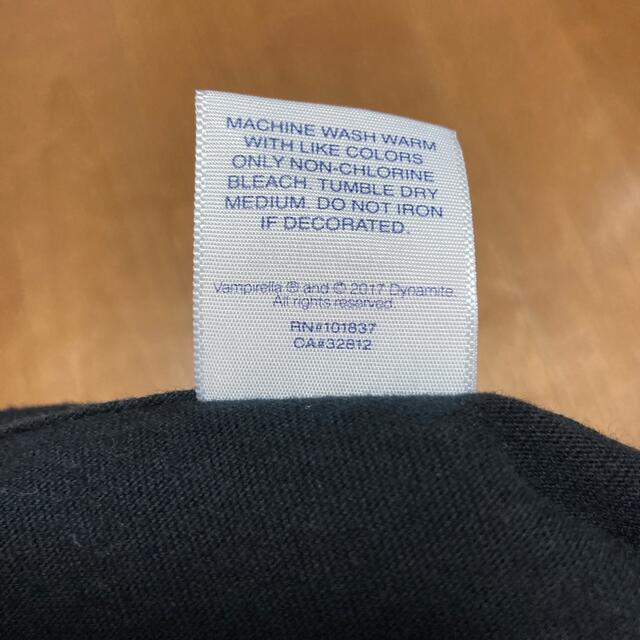 MACHINE WASH WARM
WITH LIKE COLORS
ONLY NON-CHLORINE
BLEACH. TUMBLE DRY
MEDIUM. DO NOT IRON
IF DECORATED.
Vampirella ® and © 2017 Dynamite.
All rights reserved.
RN#101837
CA#32812